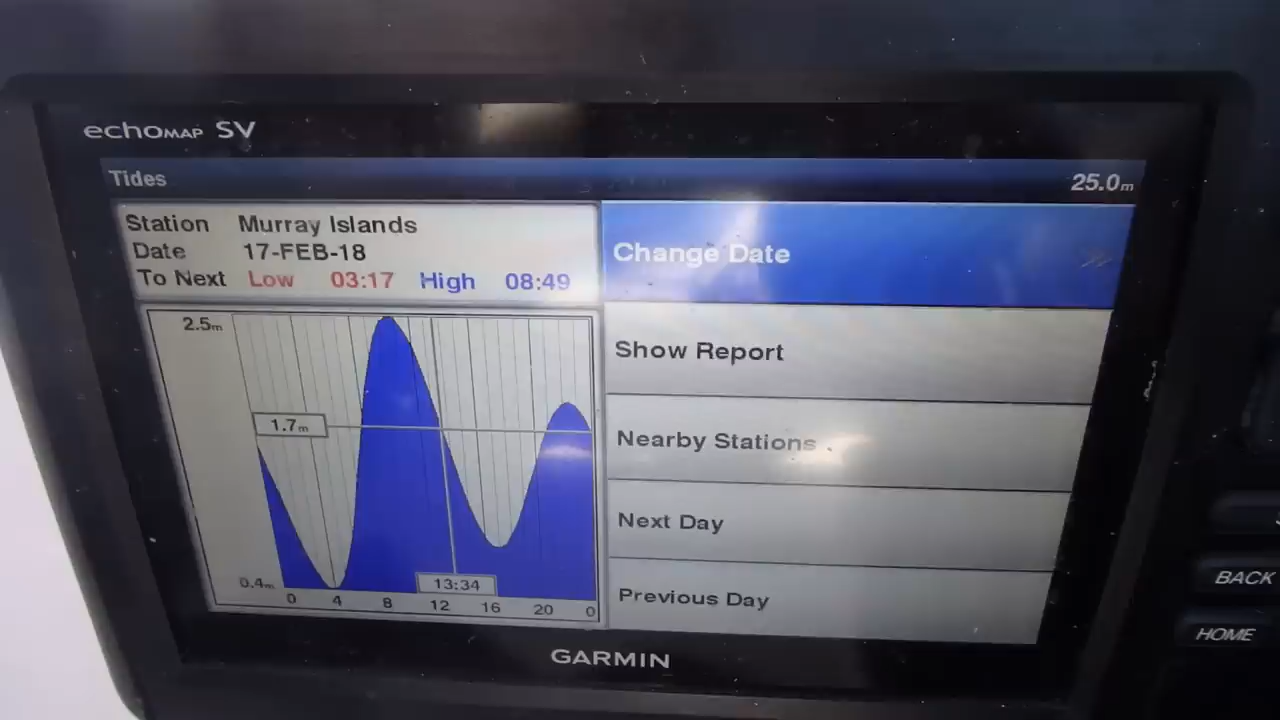 echoMAP SV
Tides 25.0m
Station Murray Islands
Date 17-FEB-18
To Next Low 03:17 High 08:49
Change Date
Show Report
Nearby Stations
Next Day
Previous Day
2.5m
1.7m
0.4m
13:34
0 4 8 12 16 20 0
GARMIN
BACK
HOME